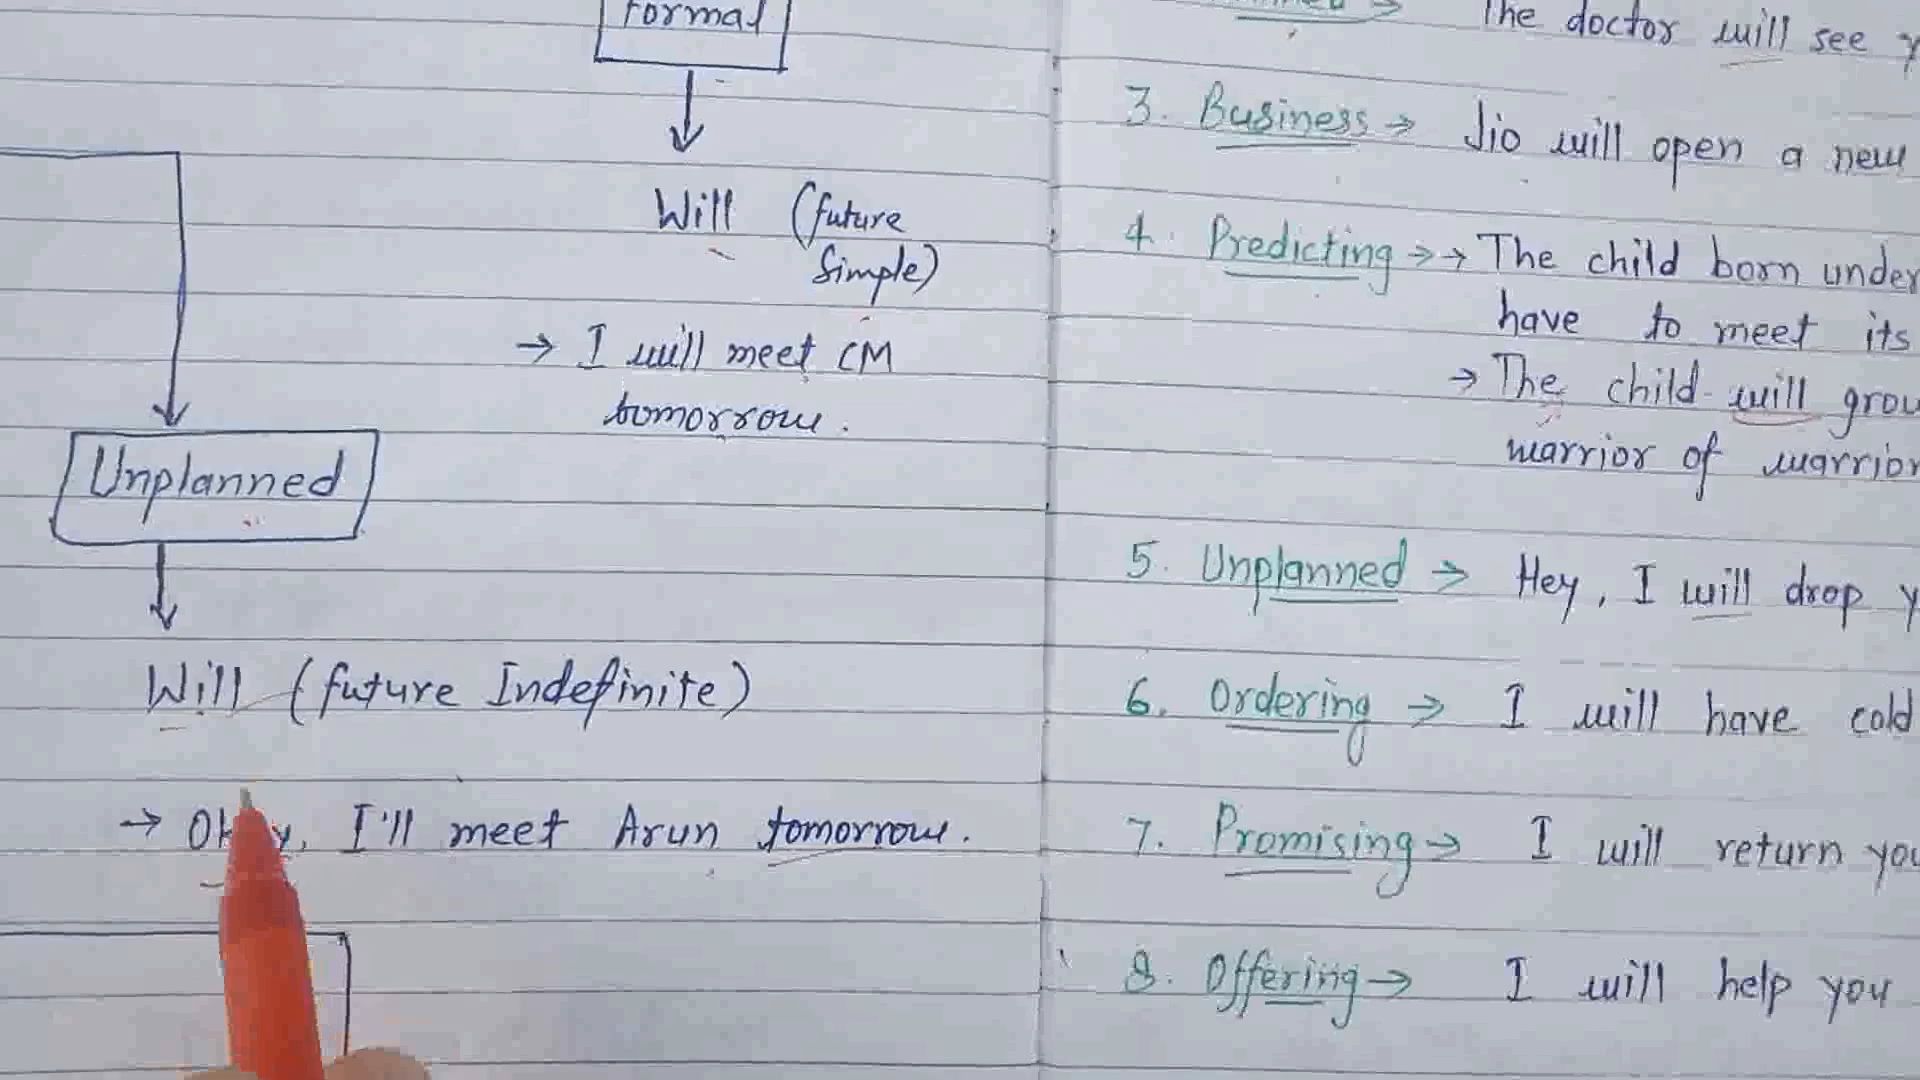 Formal
Will (future
Simple)
→ I will meet CM
tomorrow.
Unplanned
Will (future Indefinite)
→ Okay, I'll meet Arun tomorrow.
The doctor will see
3. Business → Jio will open a new
4. Predicting →→ The child born under
have to meet its
→ The child will grow
warrior of warrior
5. Unplanned → Hey, I will drop
6. Ordering → I will have cold
7. Promising → I will return you
8. Offering → I will help you